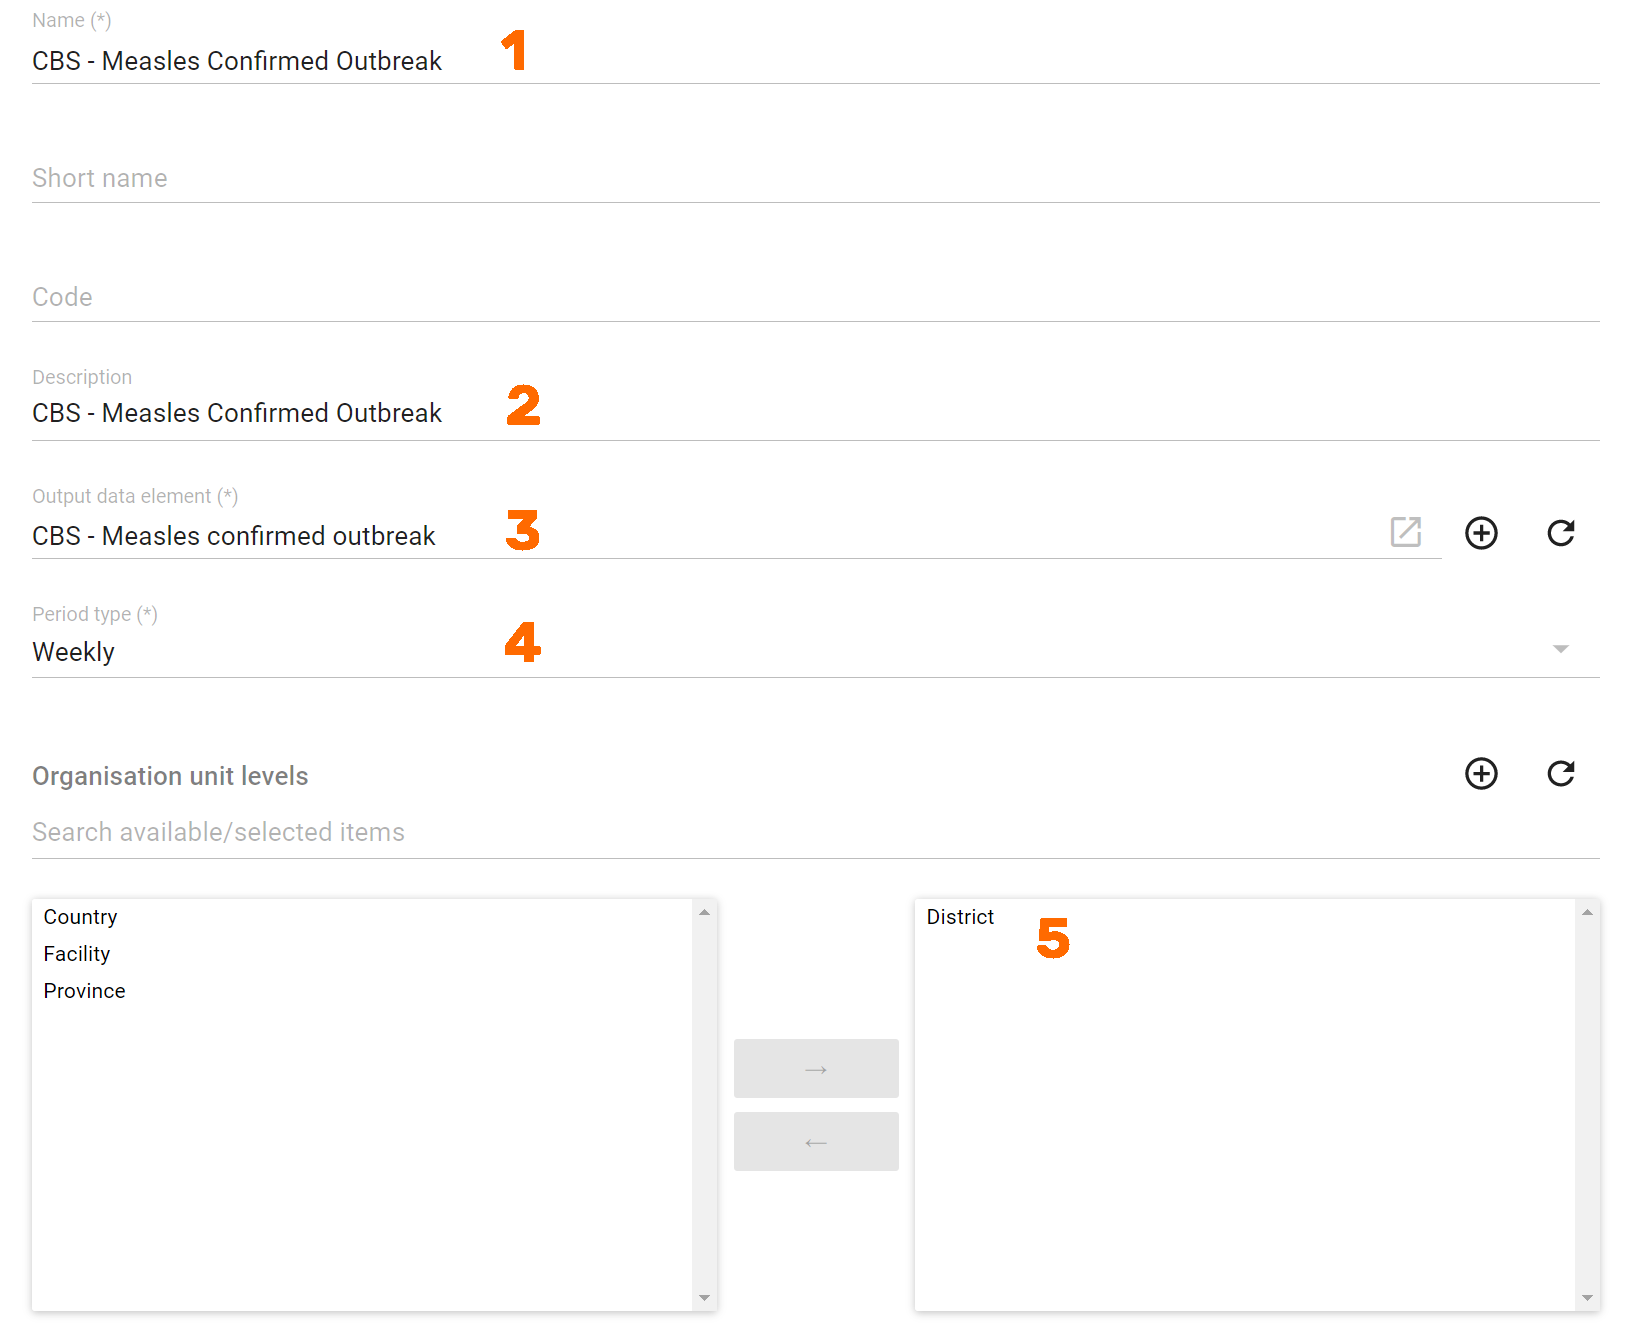 Name (*)
CBS - Measles Confirmed Outbreak 1
Short name
Code
Description
CBS - Measles Confirmed Outbreak 2
Output data element (*)
CBS - Measles confirmed outbreak 3
Period type (*)
Weekly 4
Organisation unit levels
Search available/selected items
Country
Facility
Province
→
←
District 5